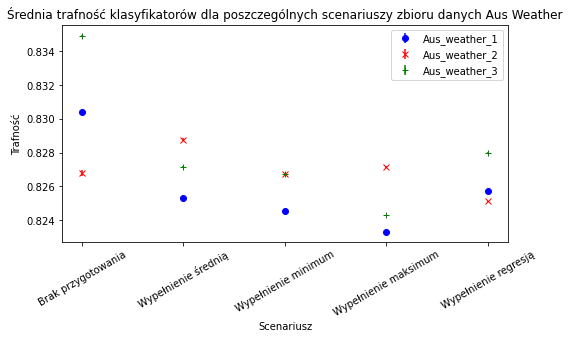 Średnia trafność klasyfikatorów dla poszczególnych scenariuszy zbioru danych Aus Weather
Aus_weather_1
Aus_weather_2
Aus_weather_3
Trafność
0.834
0.832
0.830
0.828
0.826
0.824
Brak przygotowania
Wypełnienie średnią
Wypełnienie minimum
Wypełnienie maksimum
Wypełnienie regresją
Scenariusz